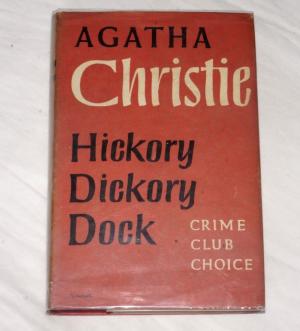 AGATHA
Christie
Hickory
Dickory
Dock
CRIME
CLUB
CHOICE